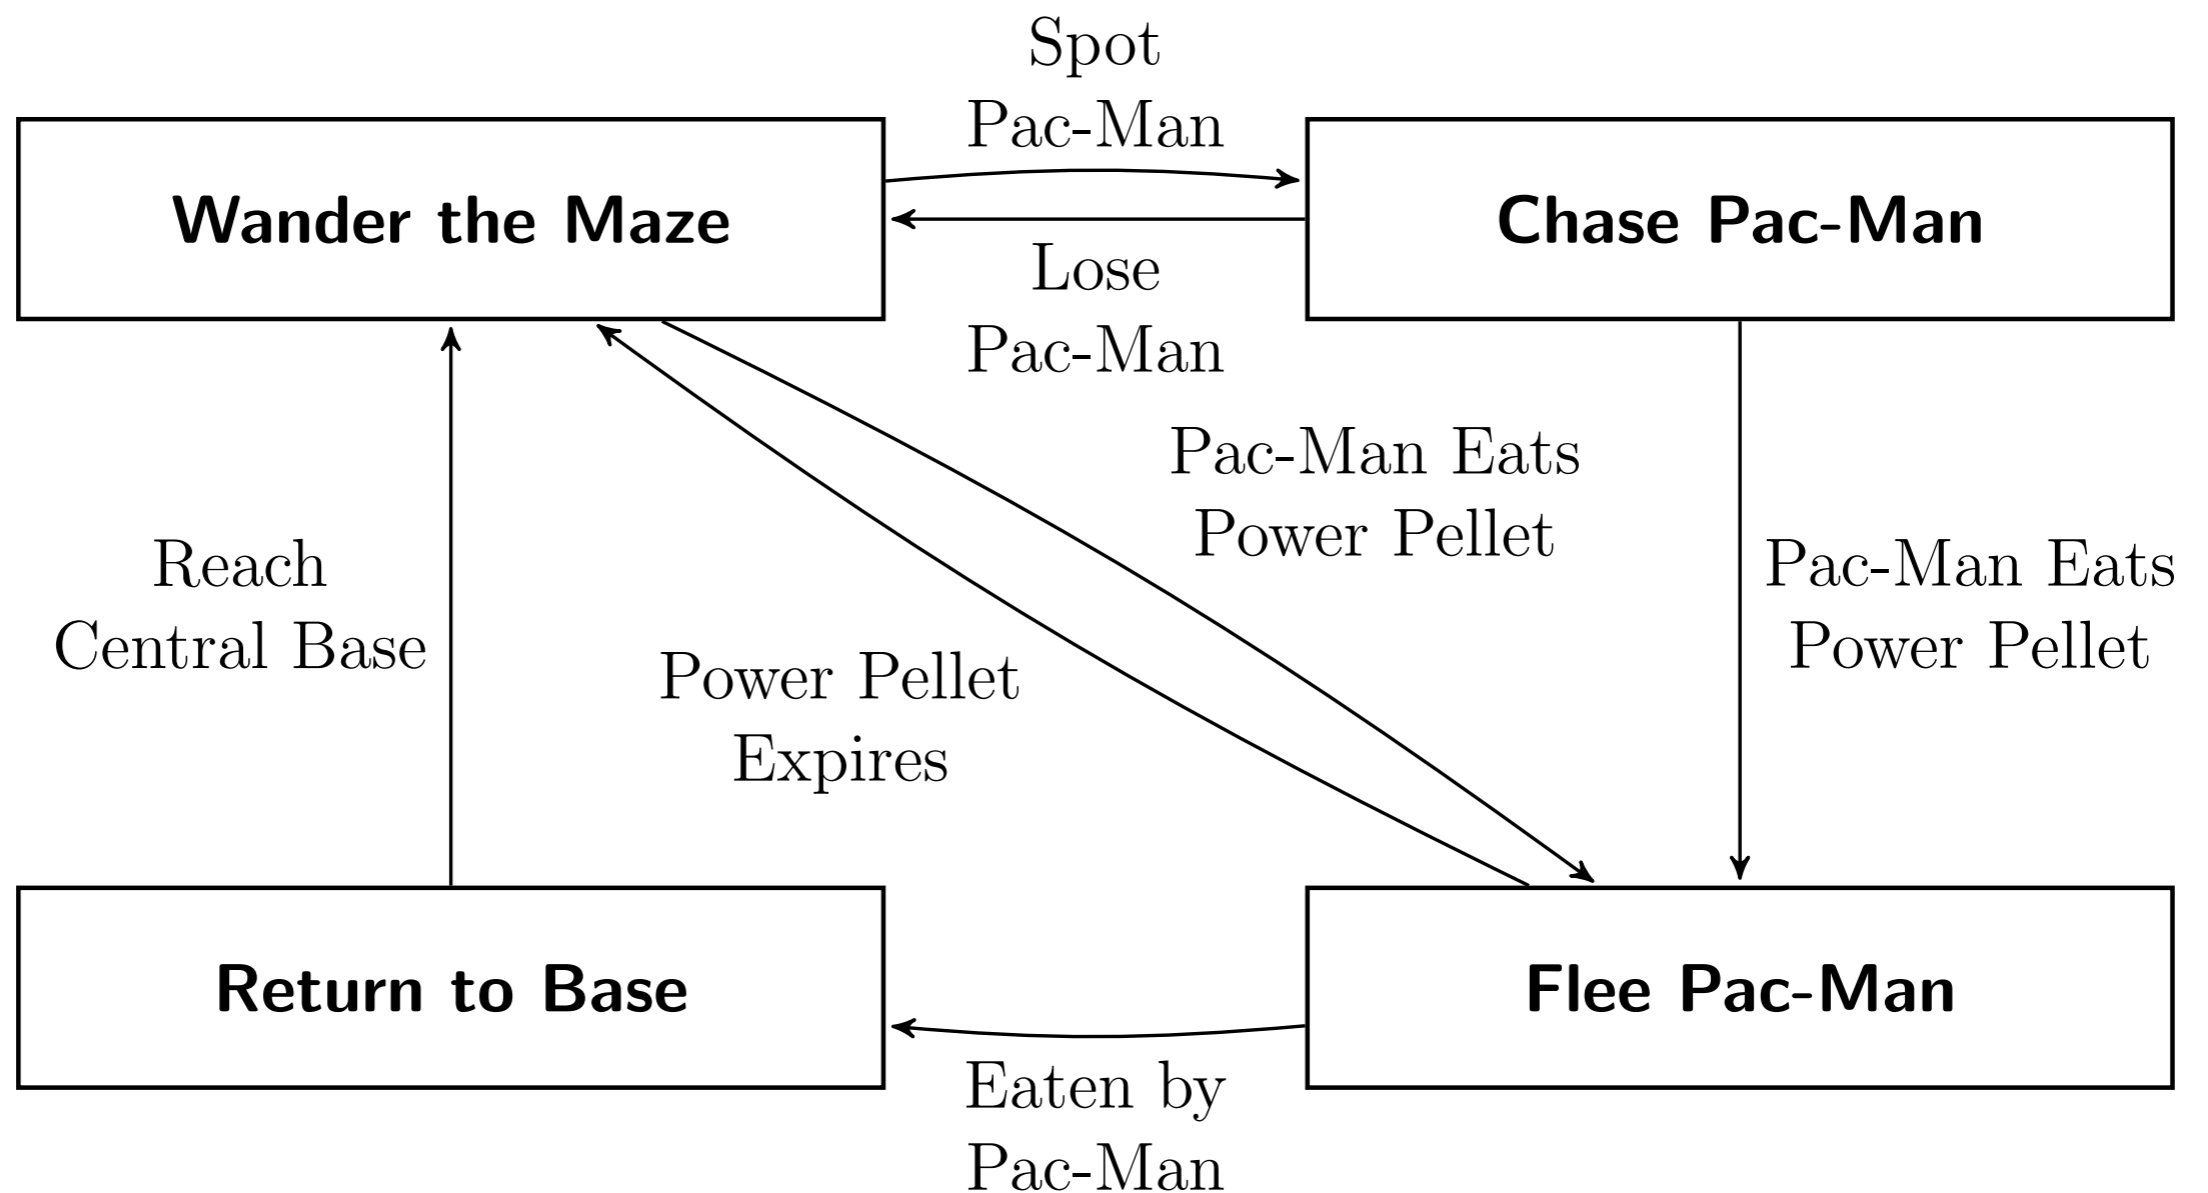 Spot
Pac-Man
Wander the Maze
Chase Pac-Man
Lose
Pac-Man
Pac-Man Eats
Power Pellet
Reach
Central Base
Pac-Man Eats
Power Pellet
Power Pellet
Expires
Return to Base
Flee Pac-Man
Eaten by
Pac-Man